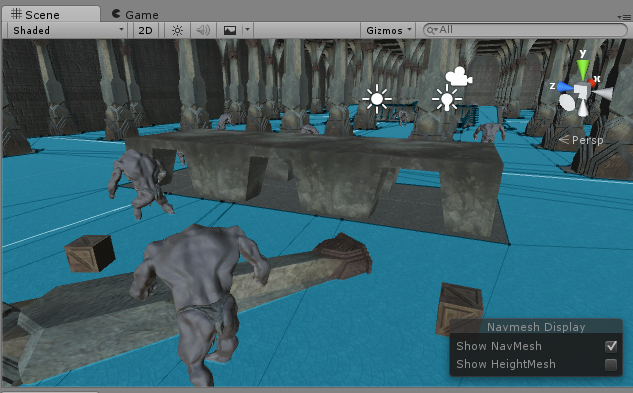 Scene Game
Shaded 2D Gizmos All
y
x
z
Persp
Navmesh Display
Show NavMesh
Show HeightMesh